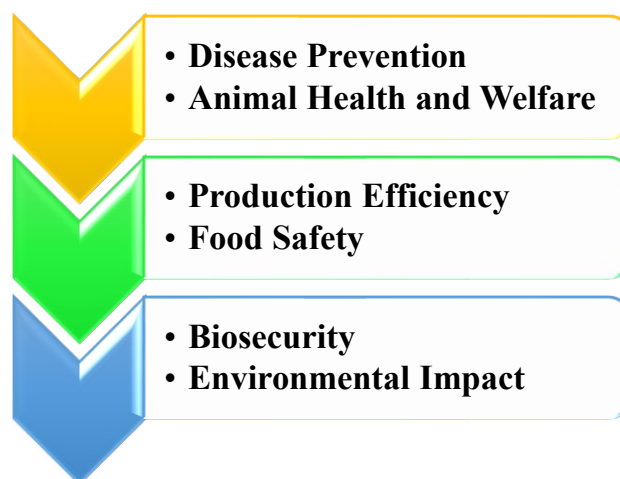 • Disease Prevention
• Animal Health and Welfare
• Production Efficiency
• Food Safety
• Biosecurity
• Environmental Impact